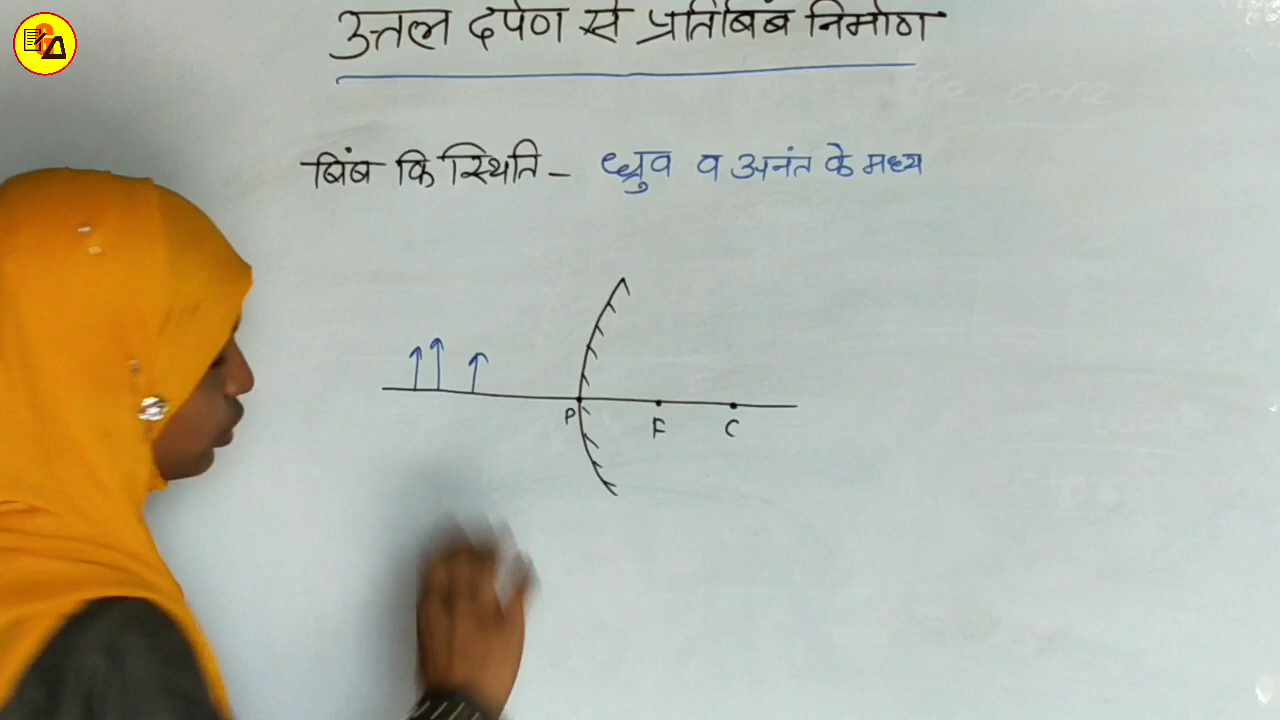 उत्तल दर्पण से प्रतिबिंब निर्माण
बिंब कि स्थिति - ध्रुव व अनंत के मध्य
P F C